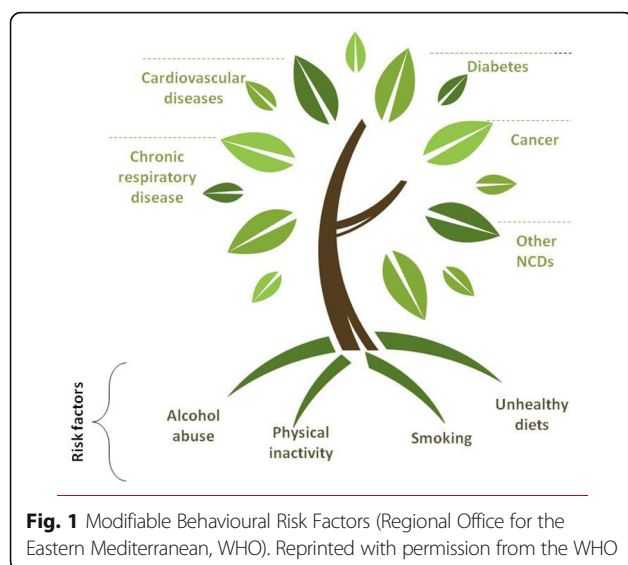 Cardiovascular
diseases
Diabetes
Chronic
respiratory
disease
Cancer
Other
NCDs
Risk factors
Alcohol
abuse
Physical
inactivity
Smoking
Unhealthy
diets
Fig. 1 Modifiable Behavioural Risk Factors (Regional Office for the
Eastern Mediterranean, WHO). Reprinted with permission from the WHO